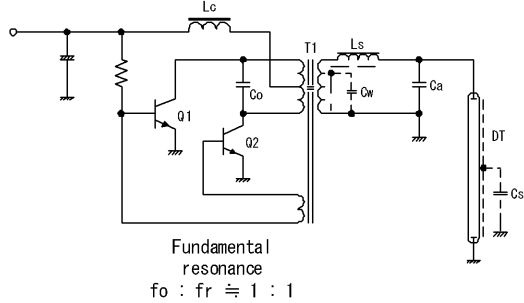 Lc
T1
Ls
Co
Cw
Ca
Q1
Q2
DT
Cs
Fundamental
resonance
fo : fr ≒ 1 : 1